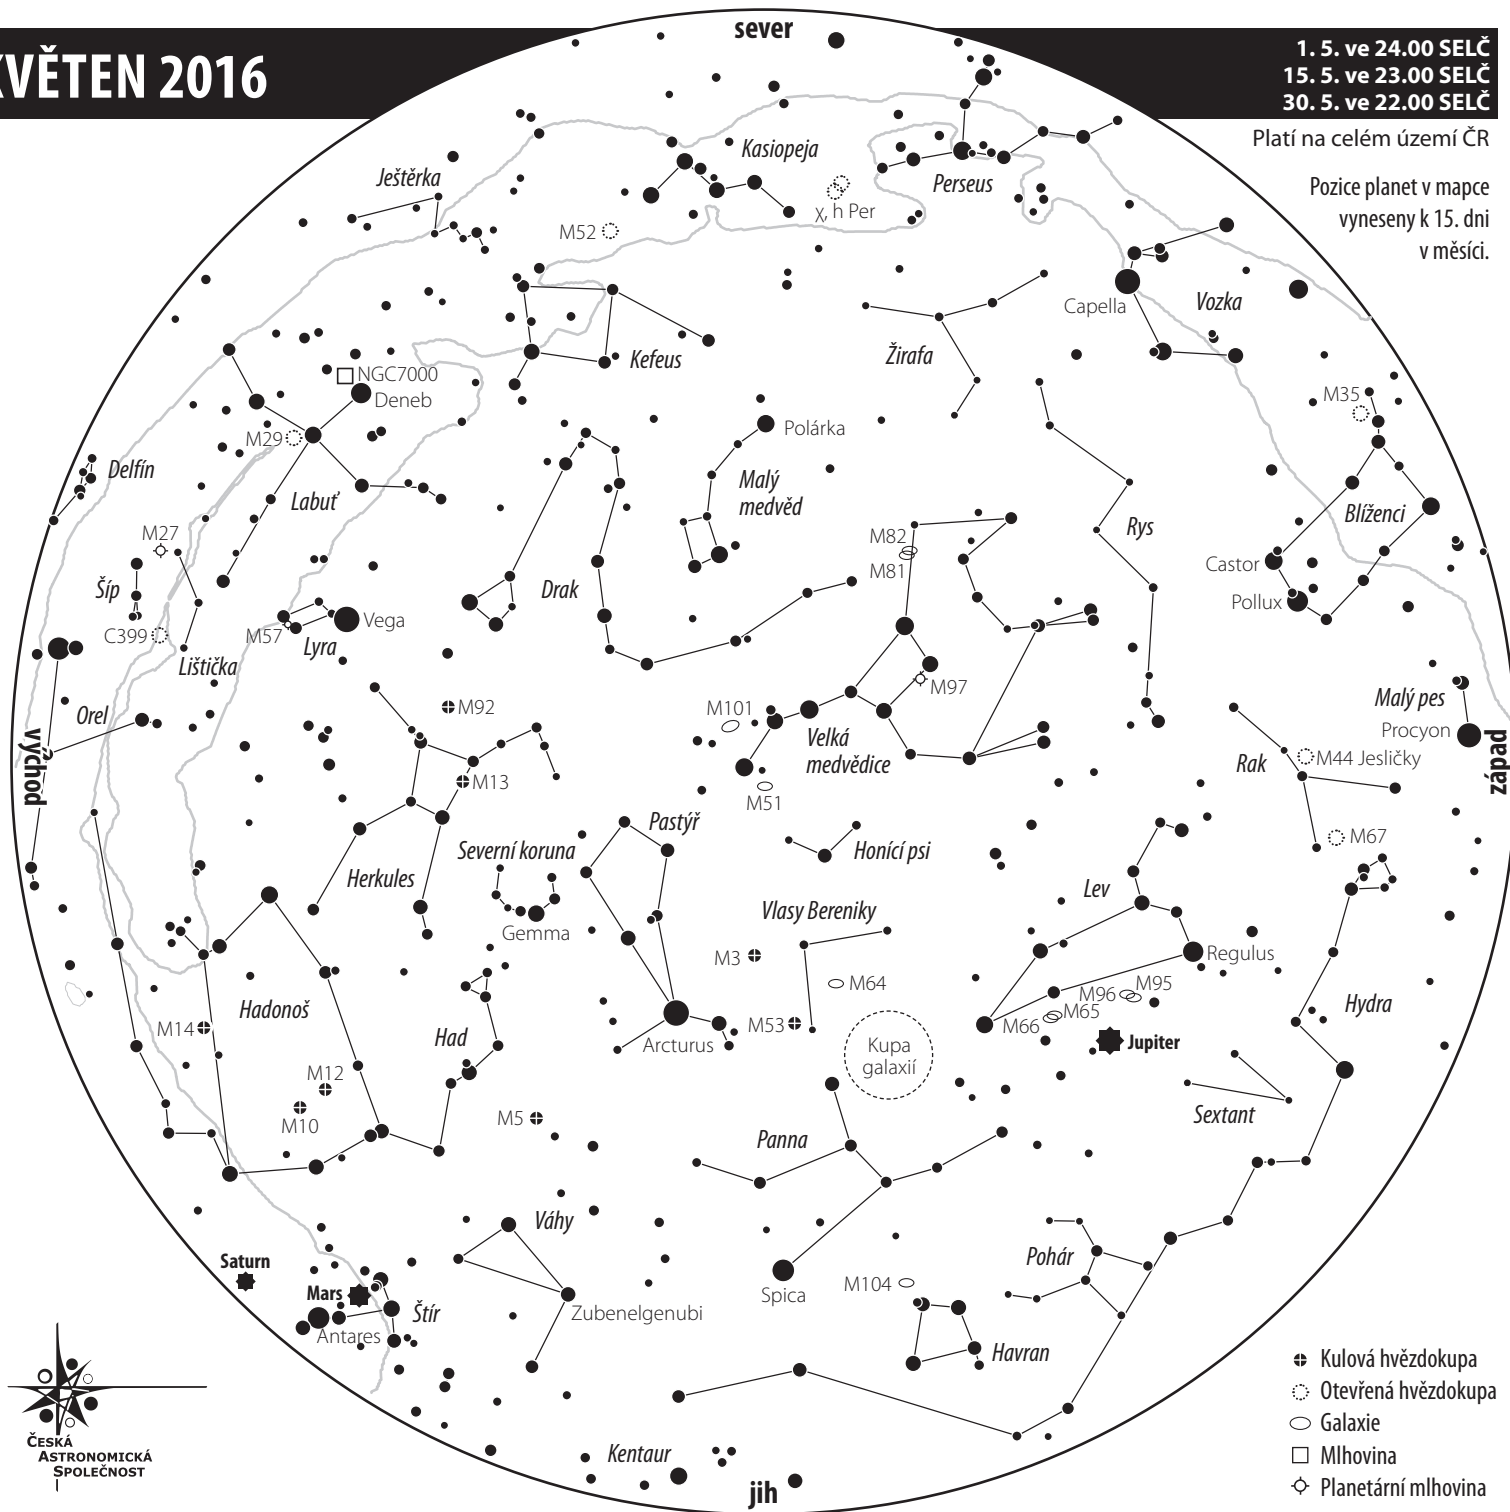 KVĚTEN 2016
sever
1. 5. ve 24.00 SELČ
15. 5. ve 23.00 SELČ
30. 5. ve 22.00 SELČ
Platí na celém území ČR
Pozice planet v mapce
vyneseny k 15. dni
v měsíci.
Kasiopeja
Perseus
Ještěrka
χ, h Per
M52
Capella
Vozka
Kefeus
Žirafa
NGC7000
Deneb
M35
M29
Polárka
Delfín
Labuť
Malý
medvěd
Blíženci
M27
M82
Rys
M81
Castor
Šíp
Drak
Pollux
C399
M57
Vega
Lyra
Lištička
M97
Malý pes
M92
Orel
M101
Procyon
východ
Velká
medvědice
západ
Rak
M44 Jesličky
M13
M51
Pastýř
M67
Severní koruna
Honící psi
Herkules
Lev
Vlasy Bereniky
Gemma
M3
Regulus
M64
M96
M95
Hydra
Hadonoš
M14
Had
M53
M66
M65
Arcturus
Kupa
galaxií
Jupiter
M12
M10
M5
Sextant
Panna
Váhy
Saturn
Pohár
Mars
M104
Spica
Štír
Zubenelgenubi
Antares
Havran
Kulová hvězdokupa
Otevřená hvězdokupa
Galaxie
Mlhovina
Planetární mlhovina
Kentaur
jih
ČESKÁ
ASTRONOMICKÁ
SPOLEČNOST